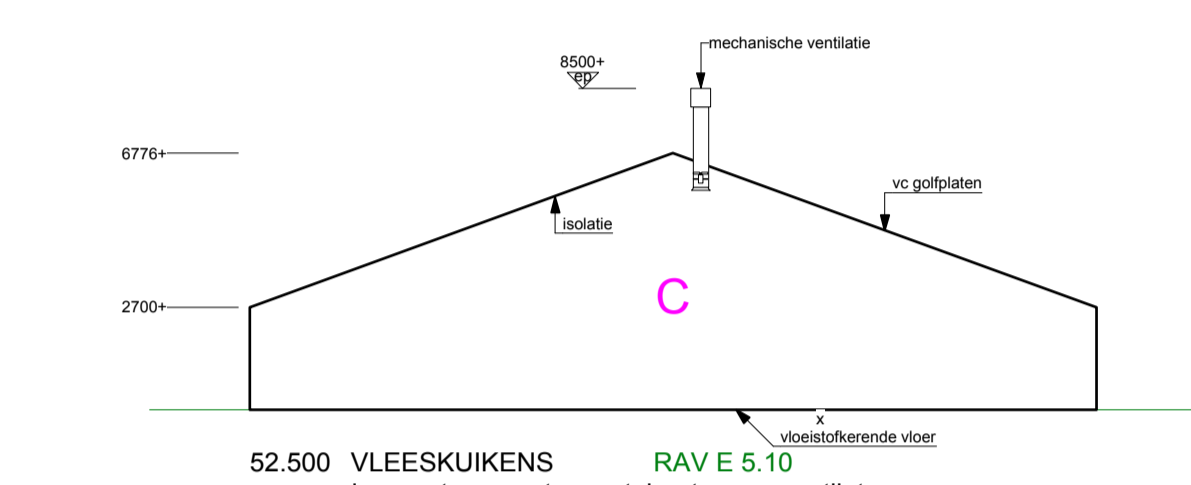 mechanische ventilatie
8500+
ep
6776+
vc golfplaten
isolatie
C
2700+
x
vloeistofkerende vloer
52.500 VLEESKUIKENS RAV E 5.10